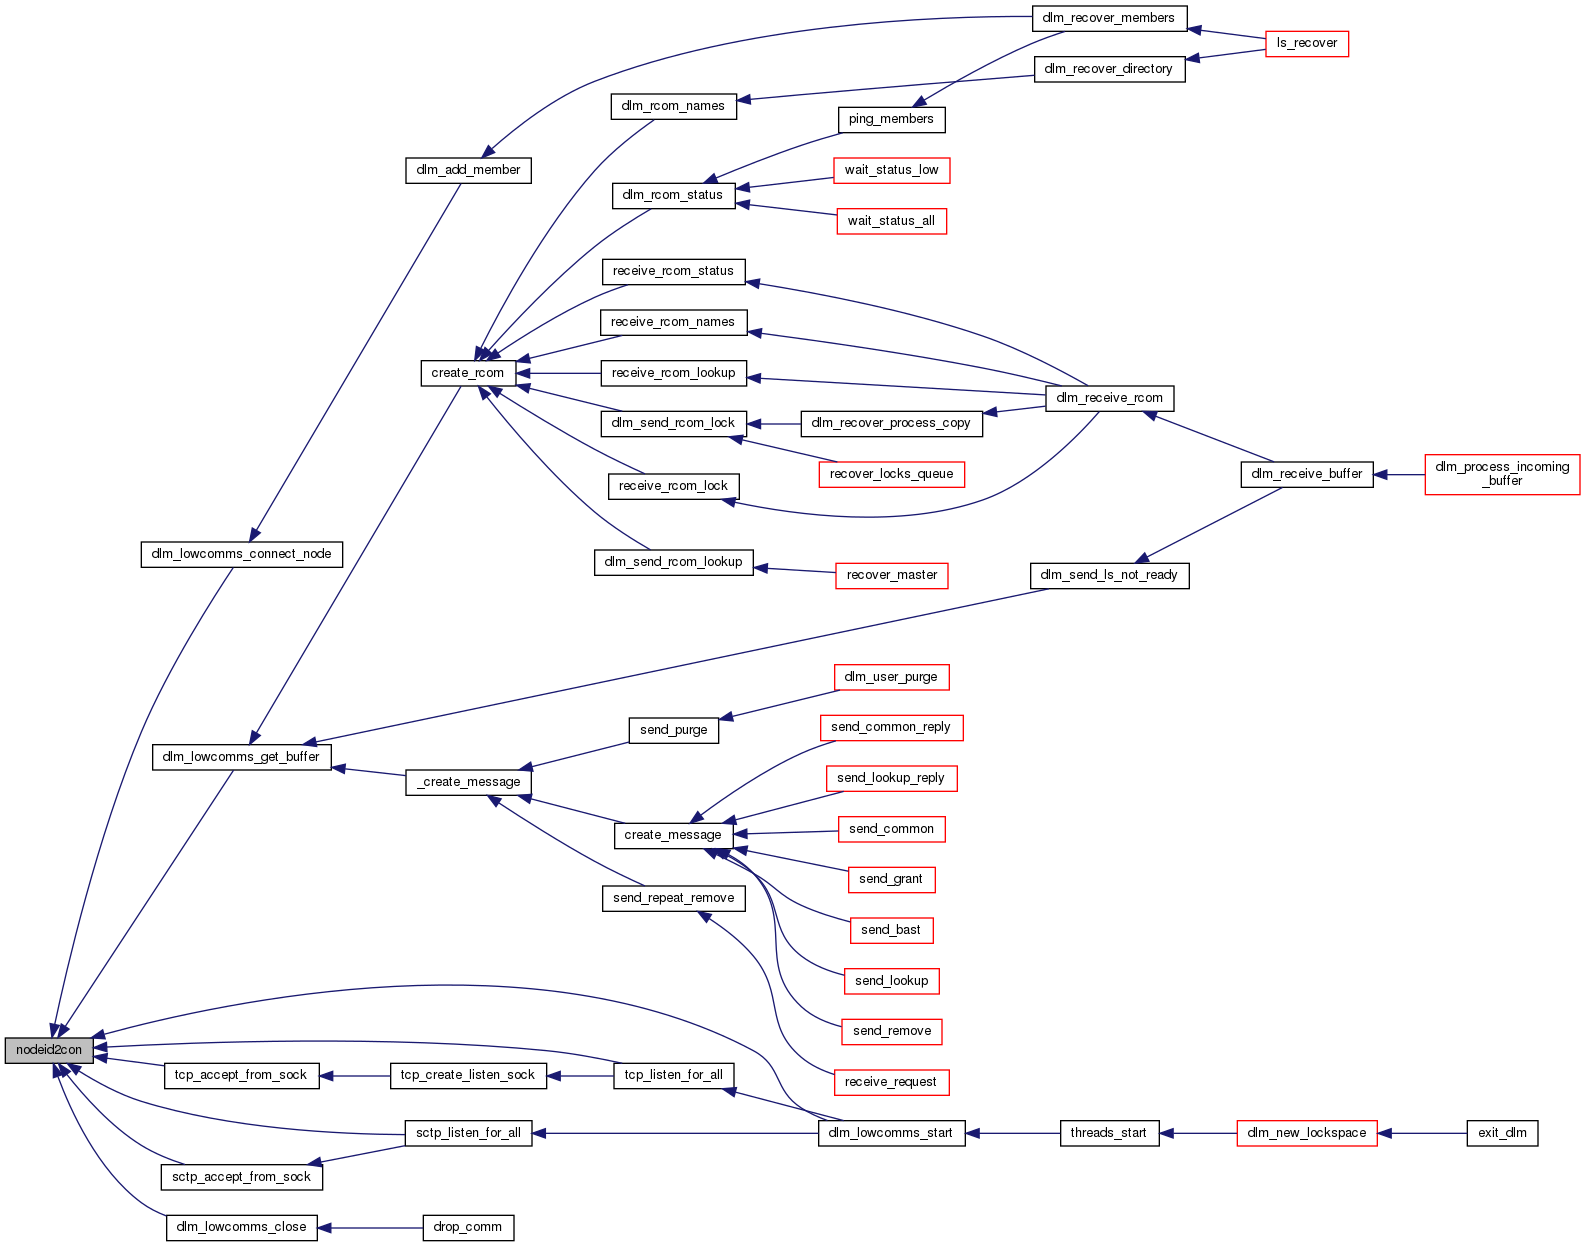 dlm_recover_members
ls_recover
dlm_recover_directory
dlm_rcom_names
ping_members
dlm_add_member
wait_status_low
dlm_rcom_status
wait_status_all
receive_rcom_status
receive_rcom_names
create_rcom
receive_rcom_lookup
dlm_receive_rcom
dlm_send_rcom_lock
dlm_recover_process_copy
recover_locks_queue
dlm_receive_buffer
dlm_process_incoming
_buffer
receive_rcom_lock
dlm_lowcomms_connect_node
dlm_send_rcom_lookup
recover_master
dlm_send_ls_not_ready
dlm_user_purge
send_purge
send_common_reply
dlm_lowcomms_get_buffer
_create_message
send_lookup_reply
create_message
send_common
send_grant
send_repeat_remove
send_bast
send_lookup
send_remove
nodeid2con
tcp_accept_from_sock
tcp_create_listen_sock
tcp_listen_for_all
receive_request
sctp_listen_for_all
dlm_lowcomms_start
threads_start
dlm_new_lockspace
exit_dlm
sctp_accept_from_sock
dlm_lowcomms_close
drop_comm